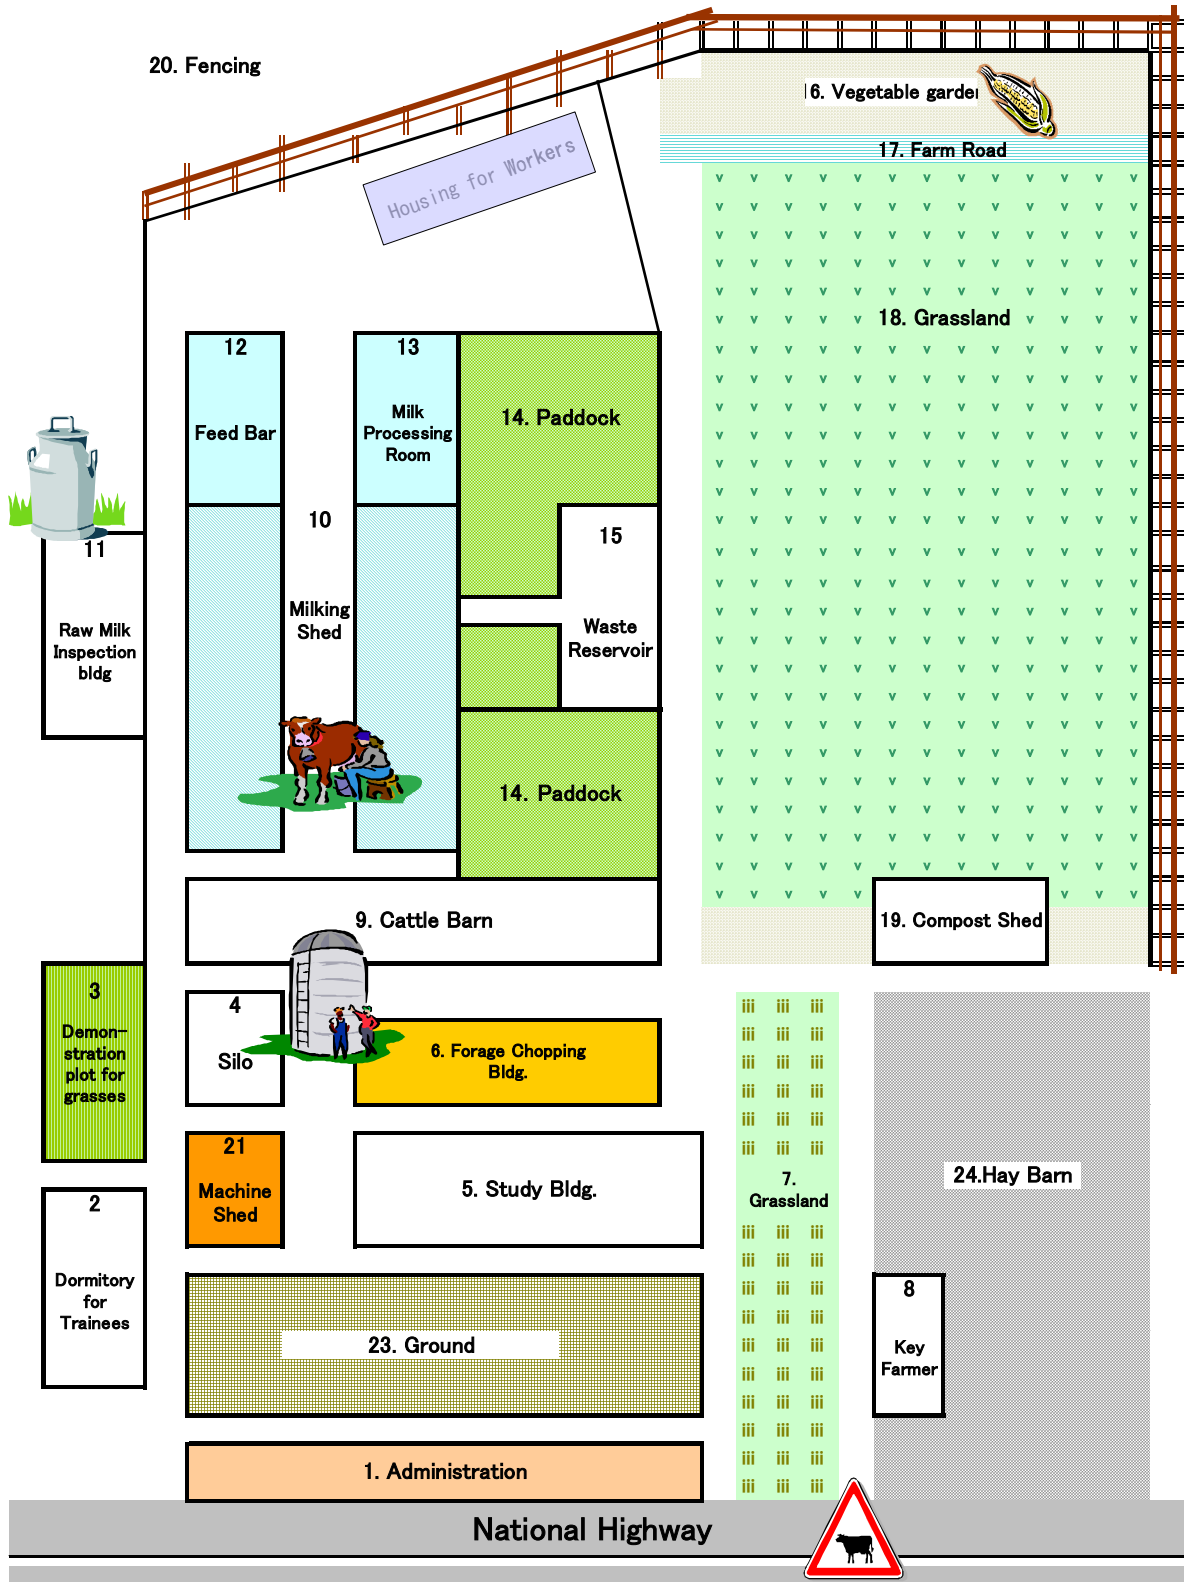 20. Fencing
16. Vegetable garden
17. Farm Road
Housing for Workers
18. Grassland
12
Feed Bar
13
Milk
Processing
Room
14. Paddock
10
Milking
Shed
15
Waste
Reservoir
11
Raw Milk
Inspection
bldg
14. Paddock
9. Cattle Barn
19. Compost Shed
3
Demon-
stration
plot for
grasses
4
Silo
6. Forage Chopping
Bldg.
21
Machine
Shed
5. Study Bldg.
7.
Grassland
24.Hay Barn
2
Dormitory
for
Trainees
23. Ground
8
Key
Farmer
1. Administration
National Highway